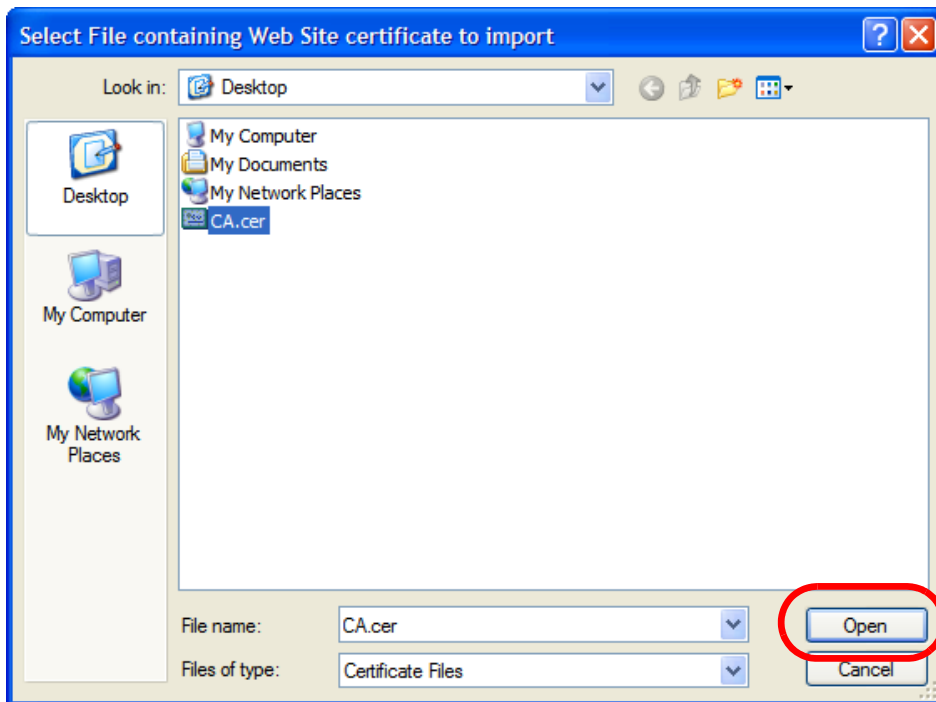 Select File containing Web Site certificate to import
Look in: Desktop
My Computer
My Documents
My Network Places
CA.cer
Desktop
My Computer
My Network
Places
File name: CA.cer Open
Files of type: Certificate Files Cancel